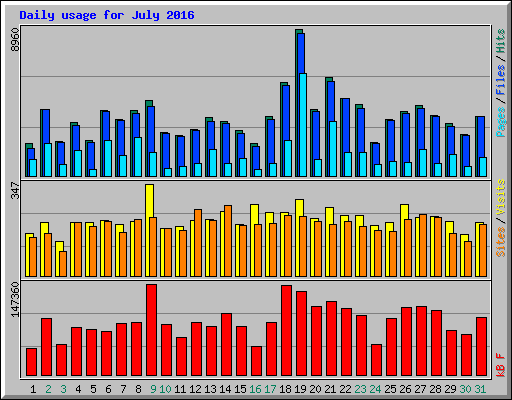 Daily usage for July 2016
8960
Pages / Files / Hits
347
Sites / Visits
147360
kB F
1 2 3 4 5 6 7 8 9 10 11 12 13 14 15 16 17 18 19 20 21 22 23 24 25 26 27 28 29 30 31